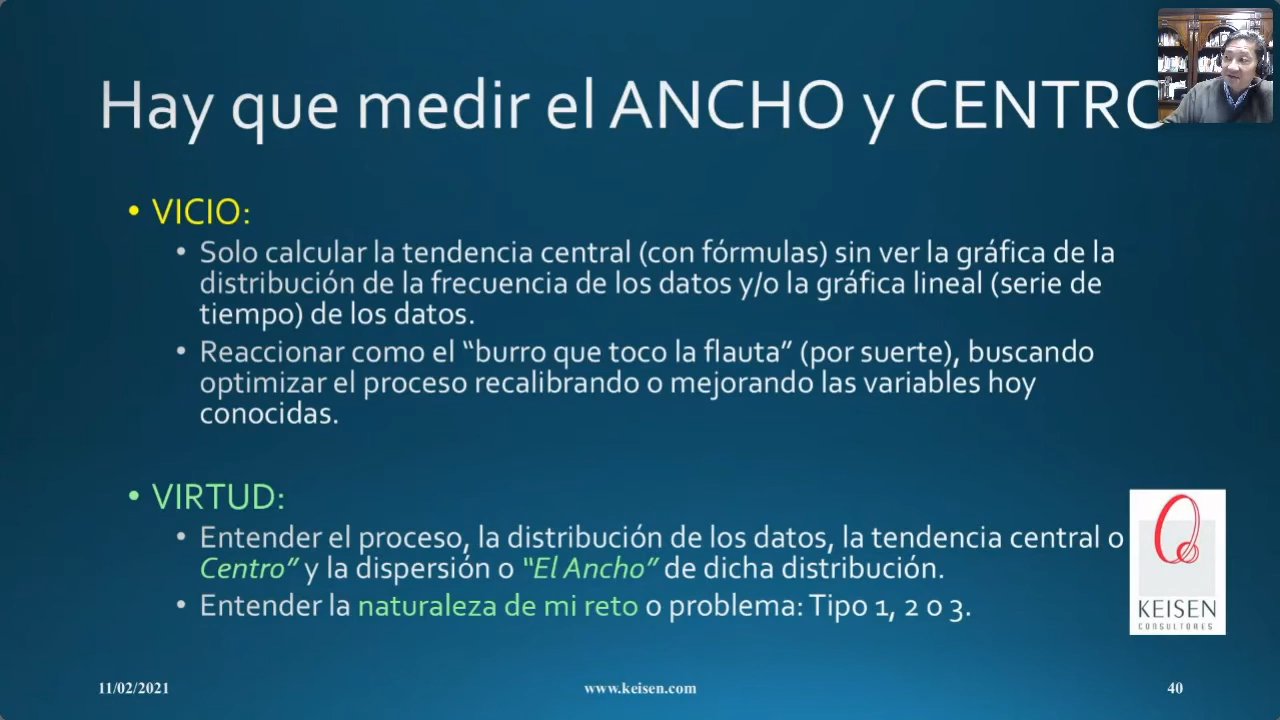 Hay que medir el ANCHO y CENTRO
• VICIO:
• Solo calcular la tendencia central (con fórmulas) sin ver la gráfica de la
distribución de la frecuencia de los datos y/o la gráfica lineal (serie de
tiempo) de los datos.
• Reaccionar como el “burro que toco la flauta” (por suerte), buscando
optimizar el proceso recalibrando o mejorando las variables hoy
conocidas.
• VIRTUD:
• Entender el proceso, la distribución de los datos, la tendencia central o
Centro” y la dispersión o “El Ancho” de dicha distribución.
• Entender la naturaleza de mi reto o problema: Tipo 1, 2 o 3.
KEISEN
CONSULTORES
11/02/2021
www.keisen.com
40